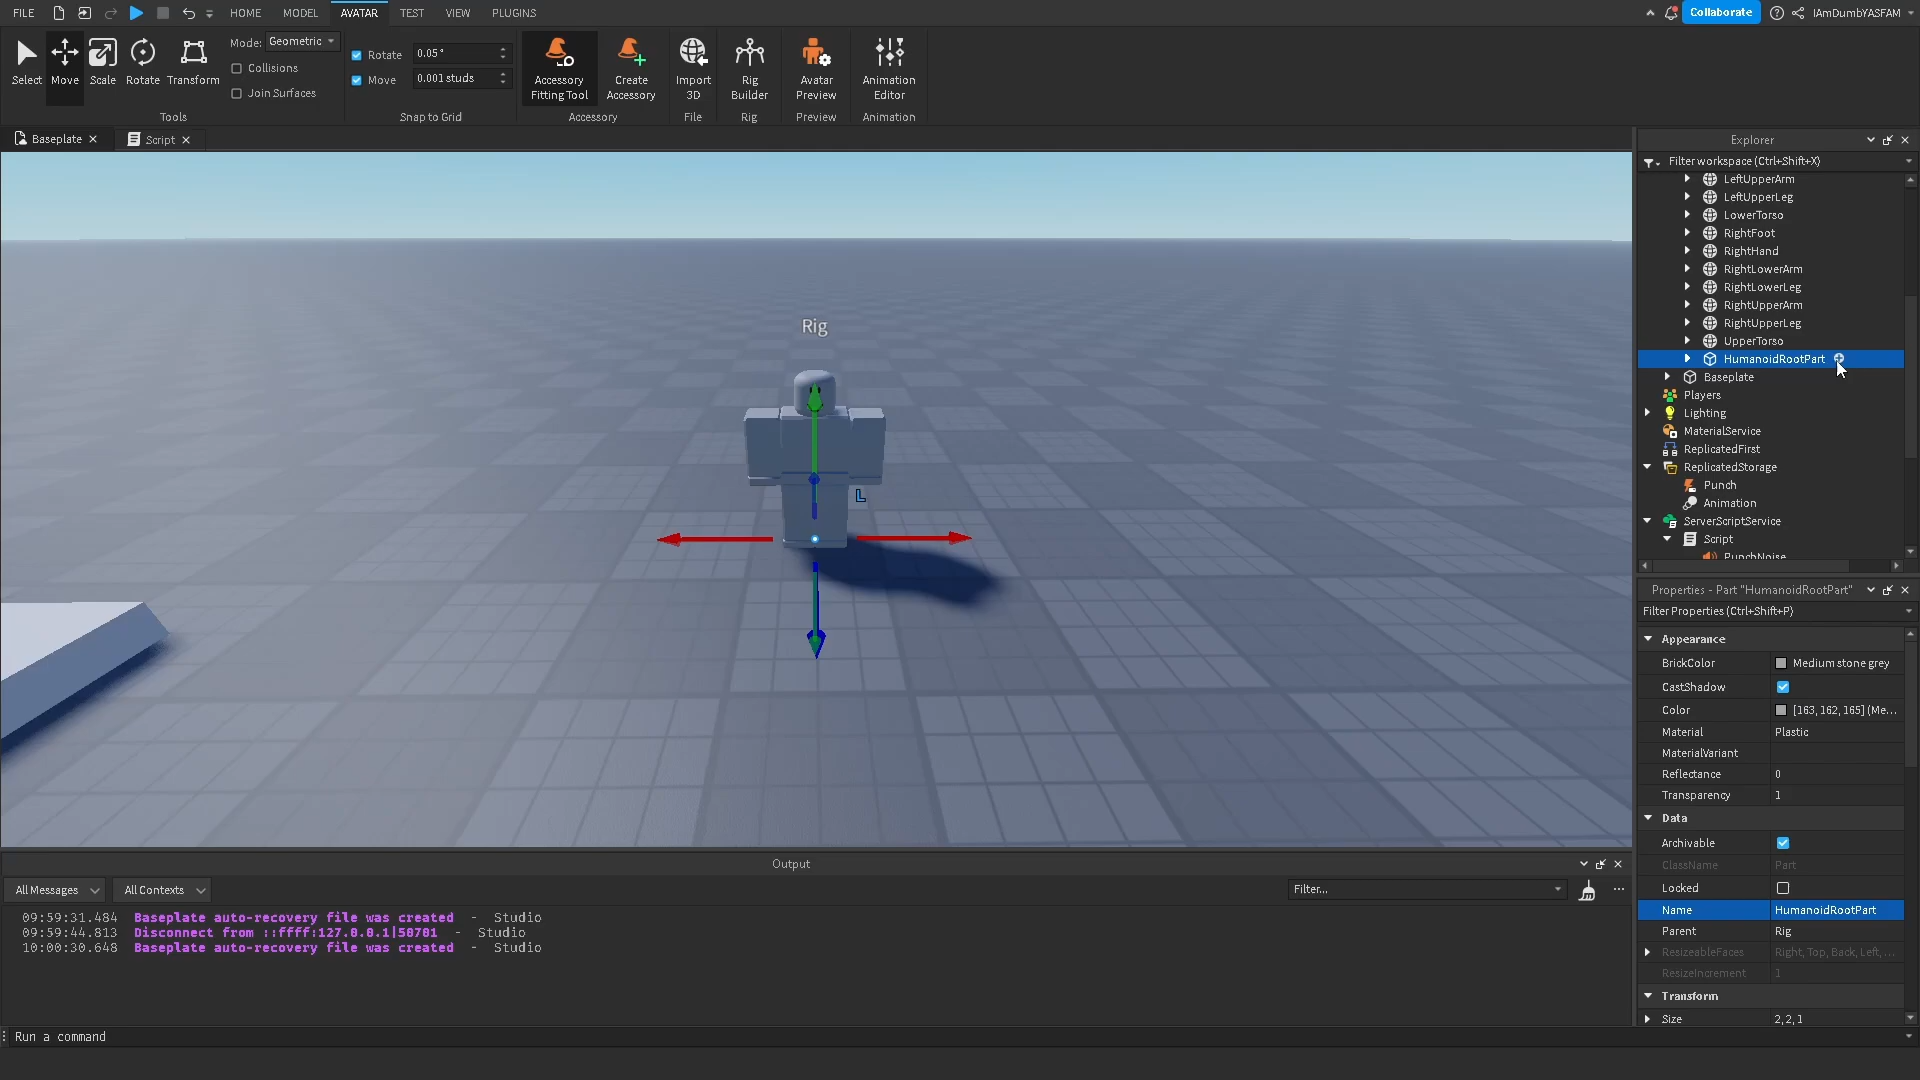 FILE HOME MODEL AVATAR TEST VIEW PLUGINS Collaborate IAmDumbYASFAM
Select Move Scale Rotate Transform
Mode: Geometric
Collisions
Join Surfaces
Tools
Rotate 0.05°
Move 0.001 studs
Snap to Grid
Accessory Fitting Tool
Create Accessory
Accessory
Import 3D
File
Rig Builder
Rig
Avatar Preview
Preview
Animation Editor
Animation
Baseplate Script
Rig
L
Explorer
Filter workspace (Ctrl+Shift+X)
LeftUpperArm
LeftUpperLeg
LowerTorso
RightFoot
RightHand
RightLowerArm
RightLowerLeg
RightUpperArm
RightUpperLeg
UpperTorso
HumanoidRootPart
Baseplate
Players
Lighting
MaterialService
ReplicatedFirst
ReplicatedStorage
Punch
Animation
ServerScriptService
Script
PunchNoise
Properties - Part "HumanoidRootPart"
Filter Properties (Ctrl+Shift+P)
Appearance
BrickColor Medium stone grey
CastShadow
Color [163, 162, 165] (Me...
Material Plastic
MaterialVariant
Reflectance 0
Transparency 1
Data
Archivable
ClassName Part
Locked
Name HumanoidRootPart
Parent Rig
ResizeableFaces Right, Top, Back, Left, ...
ResizeIncrement 1
Transform
Size 2, 2, 1
Output
All Messages All Contexts Filter...
09:59:31.484 Baseplate auto-recovery file was created - Studio
09:59:44.813 Disconnect from ::ffff:127.0.0.1|50701 - Studio
10:00:30.648 Baseplate auto-recovery file was created - Studio
Run a command